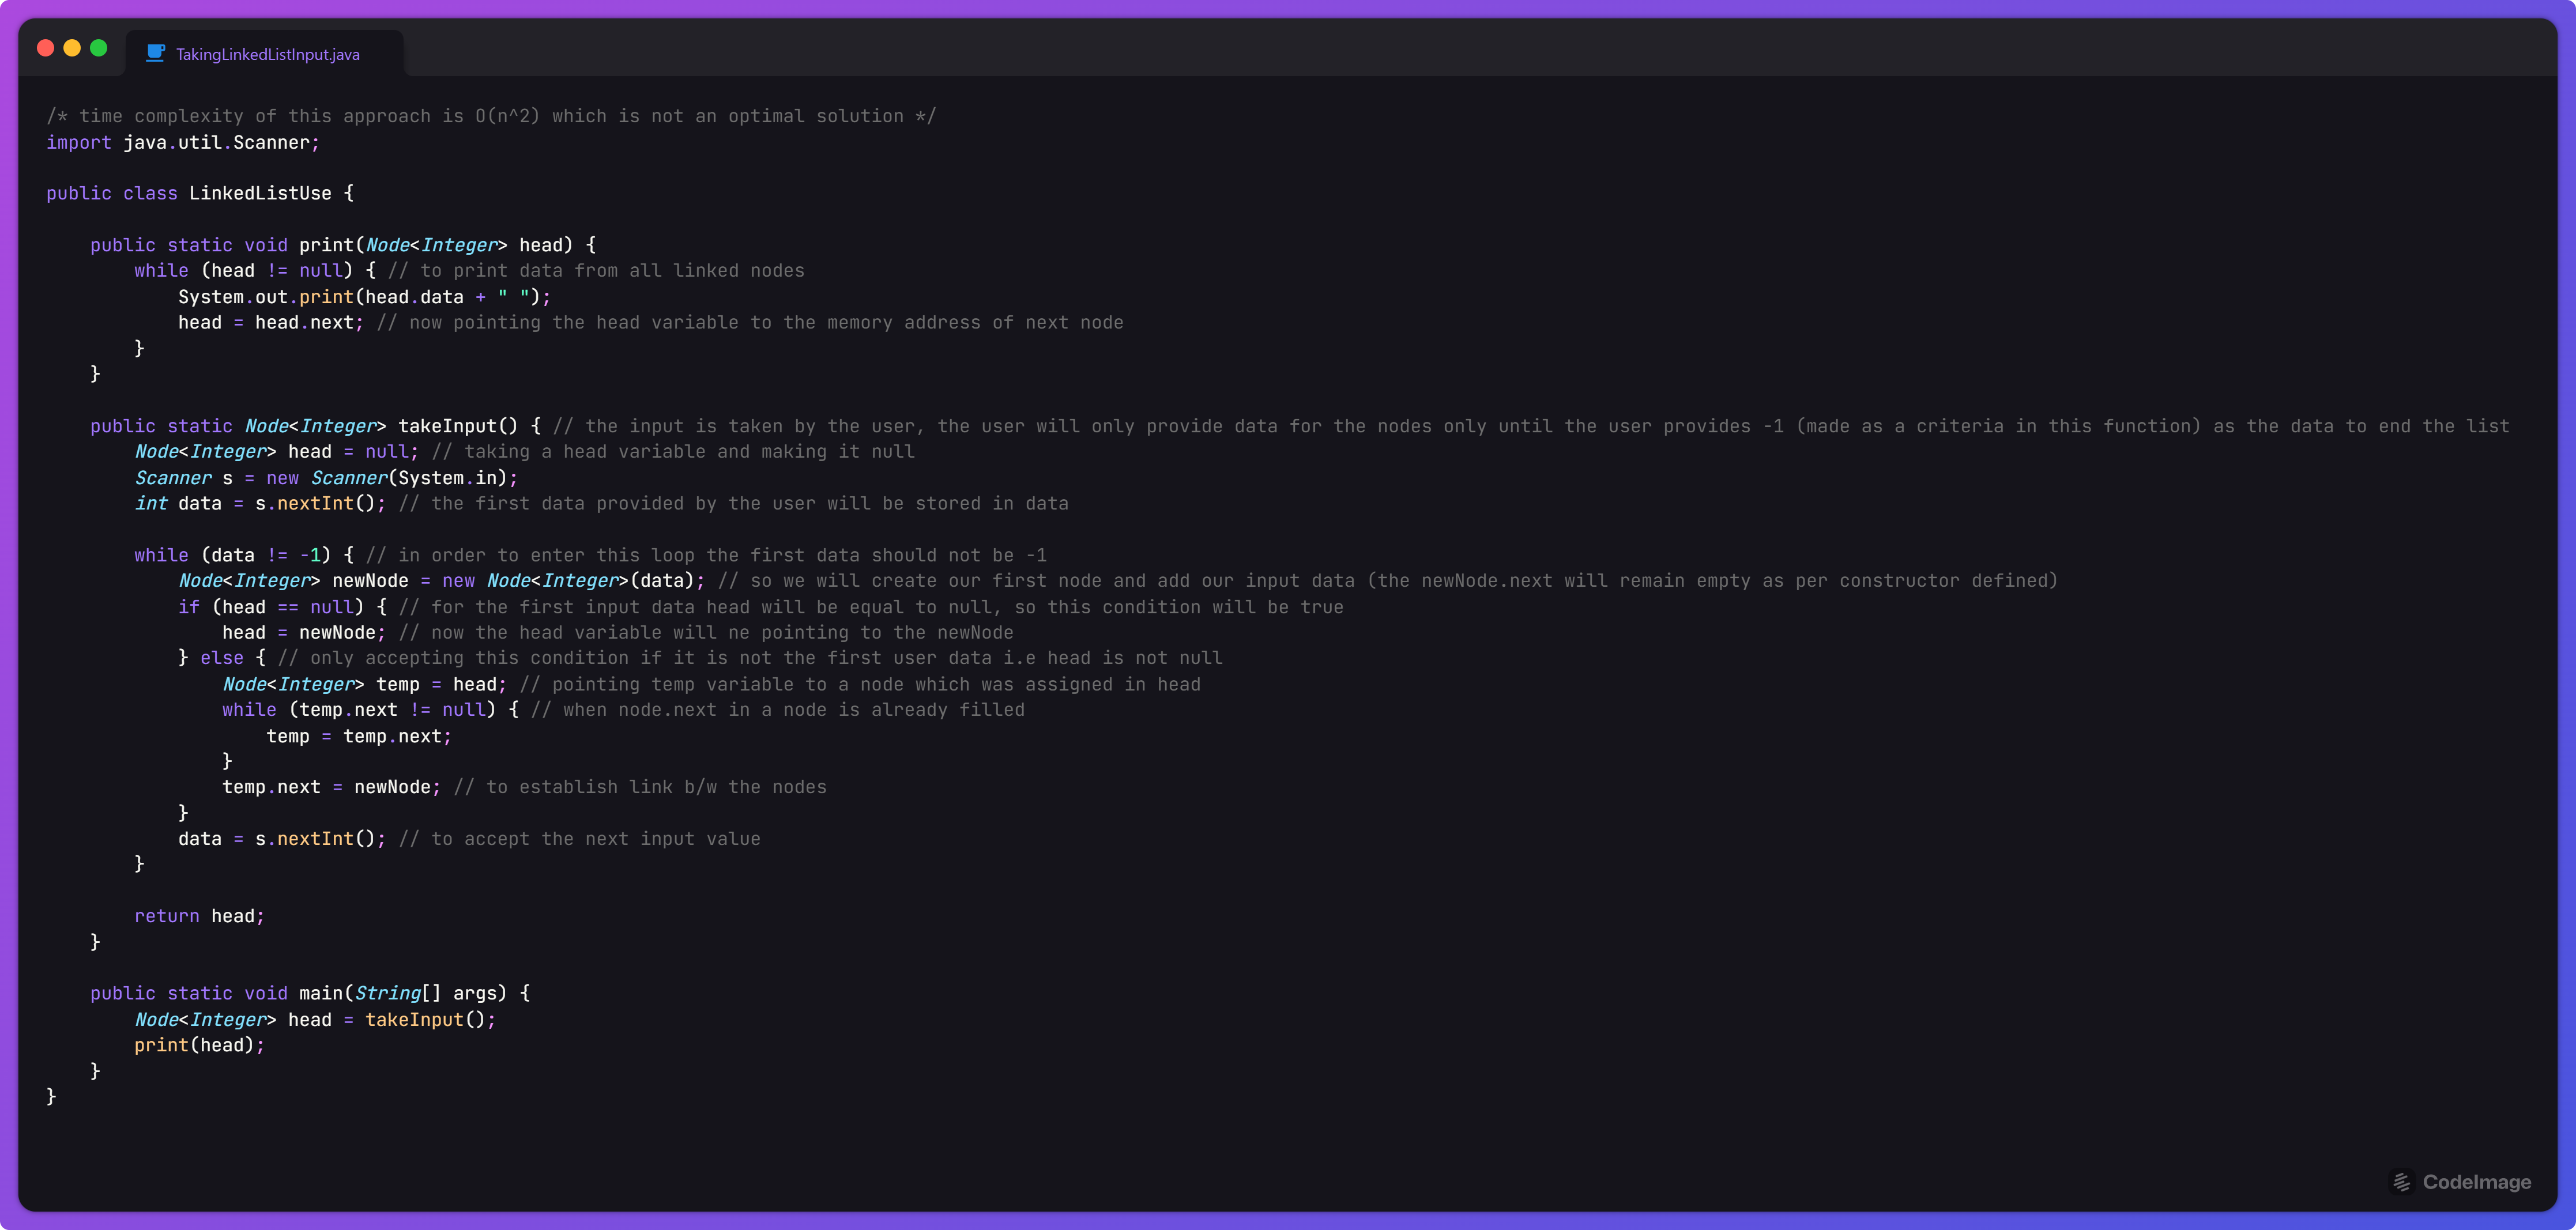 TakingLinkedListInput.java
/* time complexity of this approach is O(n^2) which is not an optimal solution */
import java.util.Scanner;

public class LinkedListUse {

    public static void print(Node<Integer> head) {
        while (head != null) { // to print data from all linked nodes
            System.out.print(head.data + " ");
            head = head.next; // now pointing the head variable to the memory address of next node
        }
    }

    public static Node<Integer> takeInput() { // the input is taken by the user, the user will only provide data for the nodes only until the user provides -1 (made as a criteria in this function) as the data to end the list
        Node<Integer> head = null; // taking a head variable and making it null
        Scanner s = new Scanner(System.in);
        int data = s.nextInt(); // the first data provided by the user will be stored in data

        while (data != -1) { // in order to enter this loop the first data should not be -1
            Node<Integer> newNode = new Node<Integer>(data); // so we will create our first node and add our input data (the newNode.next will remain empty as per constructor defined)
            if (head == null) { // for the first input data head will be equal to null, so this condition will be true
                head = newNode; // now the head variable will ne pointing to the newNode
            } else { // only accepting this condition if it is not the first user data i.e head is not null
                Node<Integer> temp = head; // pointing temp variable to a node which was assigned in head
                while (temp.next != null) { // when node.next in a node is already filled
                    temp = temp.next;
                }
                temp.next = newNode; // to establish link b/w the nodes
            }
            data = s.nextInt(); // to accept the next input value
        }

        return head;
    }

    public static void main(String[] args) {
        Node<Integer> head = takeInput();
        print(head);
    }
}
CodeImage